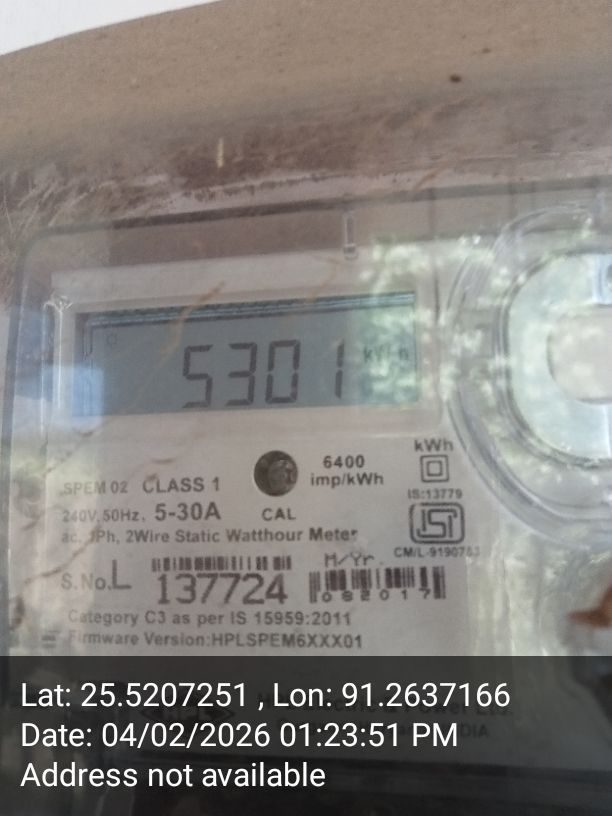 5301 kWh
SPEM 02 CLASS 1
6400
imp/kWh
kWh
IS:13779
240V, 50Hz, 5-30A
CAL
ac, 1Ph, 2Wire Static Watthour Meter
ISI
M/Yr.
S.No.L 137724
082017
Category C3 as per IS 15959:2011
Firmware Version:HPLSPEM6XXX01
Lat: 25.5207251 , Lon: 91.2637166
Date: 04/02/2026 01:23:51 PM
Address not available